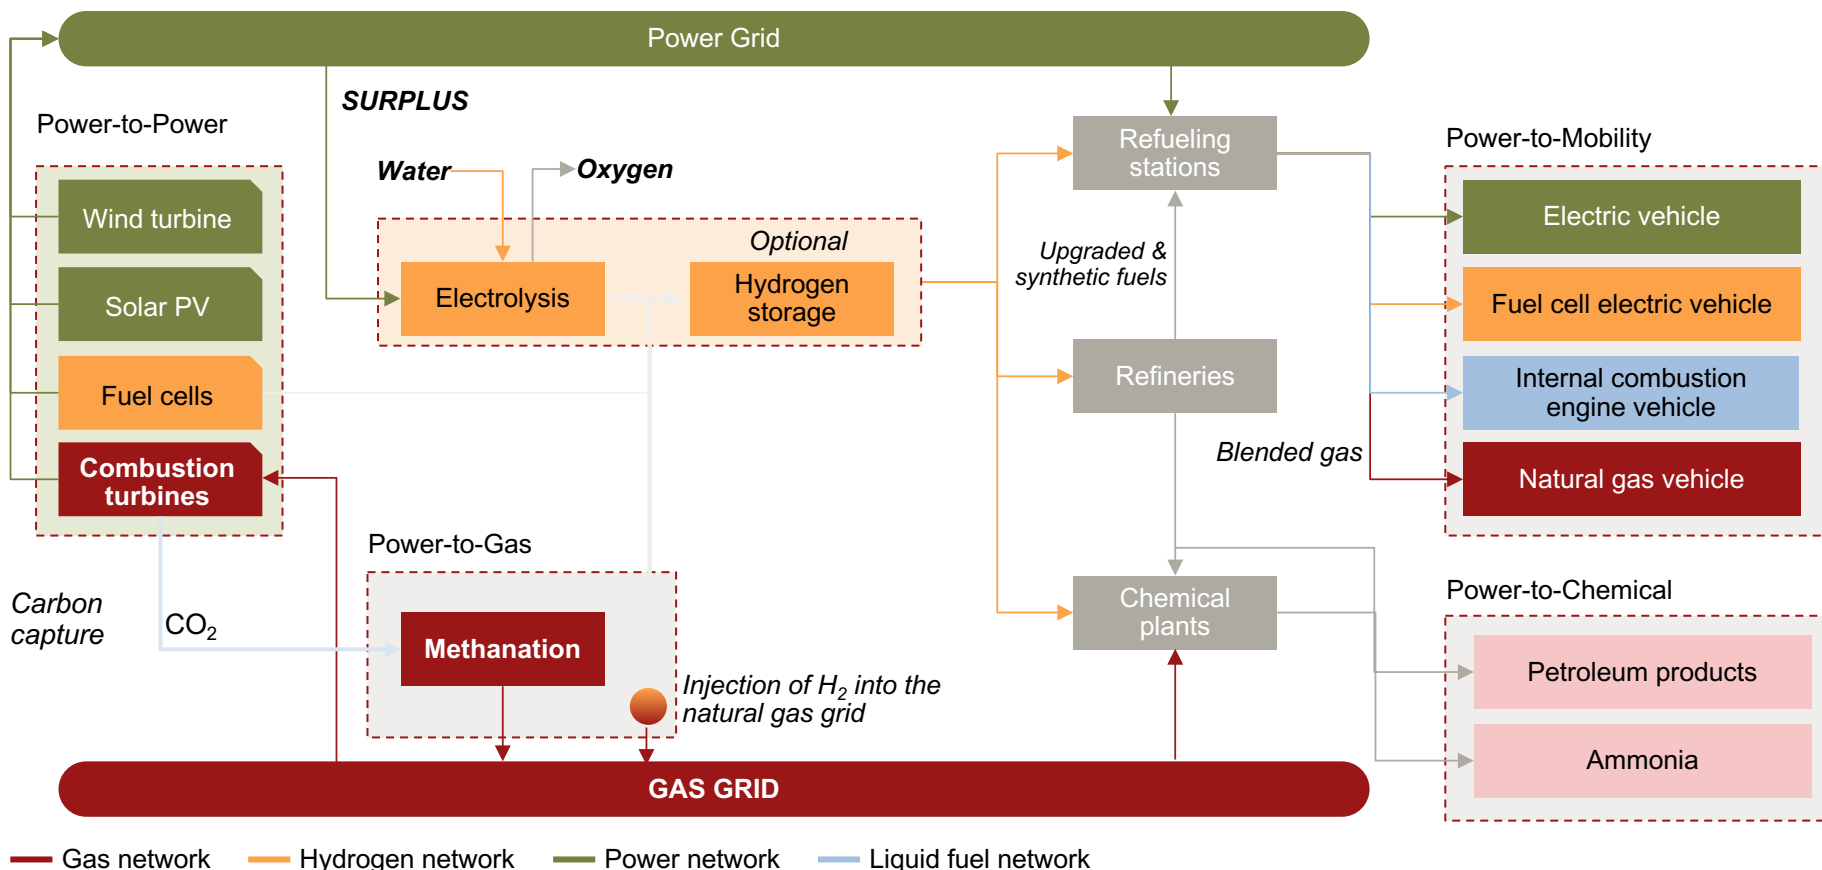 Power Grid
SURPLUS
Power-to-Power
Wind turbine
Solar PV
Fuel cells
Combustion
turbines
Carbon
capture
CO₂
Water
Oxygen
Optional
Electrolysis
Hydrogen
storage
Power-to-Gas
Methanation
Injection of H₂ into the
natural gas grid
Refueling
stations
Upgraded &
synthetic fuels
Refineries
Blended gas
Chemical
plants
Power-to-Mobility
Electric vehicle
Fuel cell electric vehicle
Internal combustion
engine vehicle
Natural gas vehicle
Power-to-Chemical
Petroleum products
Ammonia
GAS GRID
Gas network
Hydrogen network
Power network
Liquid fuel network